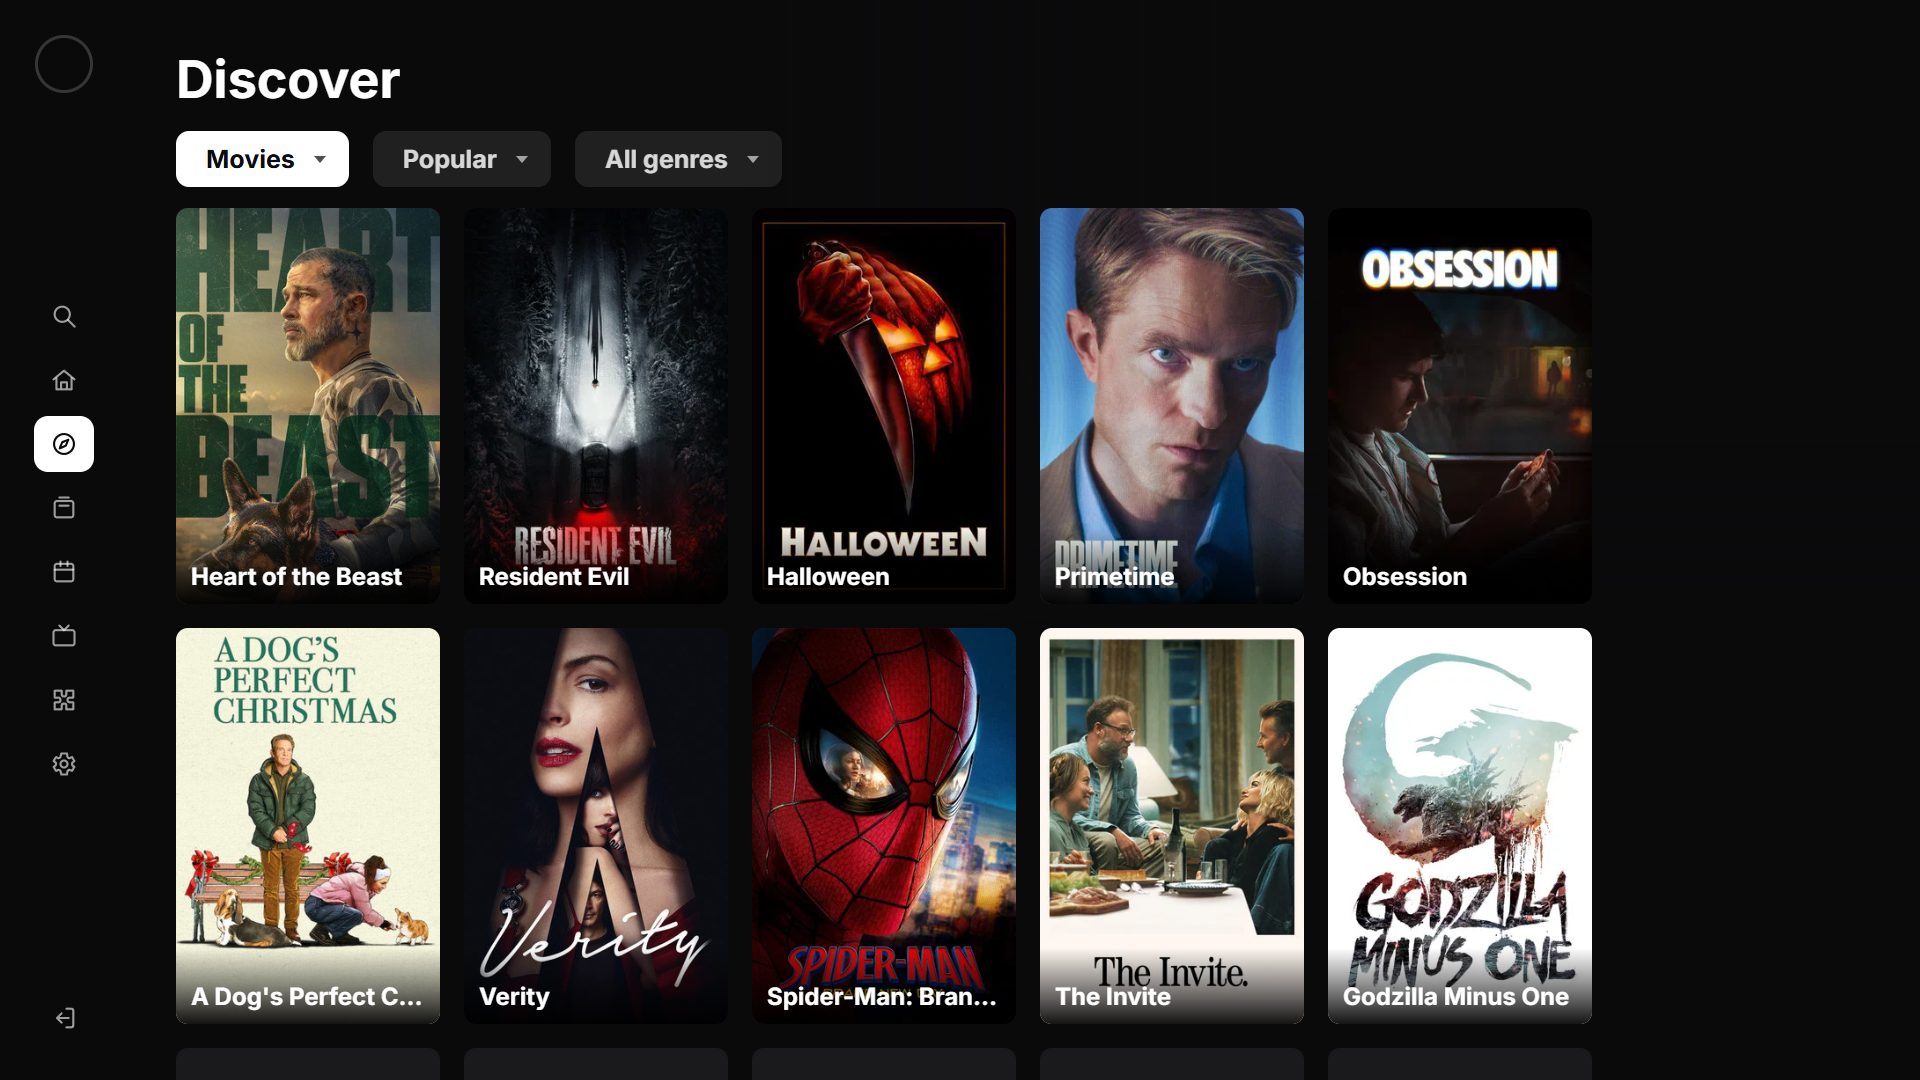 Discover
Movies
Popular
All genres
HEART
OF
THE
BEAST
Heart of the Beast
RESIDENT EVIL
Resident Evil
HALLOWEEN
Halloween
PRIMETIME
Primetime
OBSESSION
Obsession
A DOG'S
PERFECT
CHRISTMAS
A Dog's Perfect C...
Verity
Verity
SPIDER-MAN
Spider-Man: Bran...
The Invite.
The Invite
GODZILLA
MINUS ONE
Godzilla Minus One